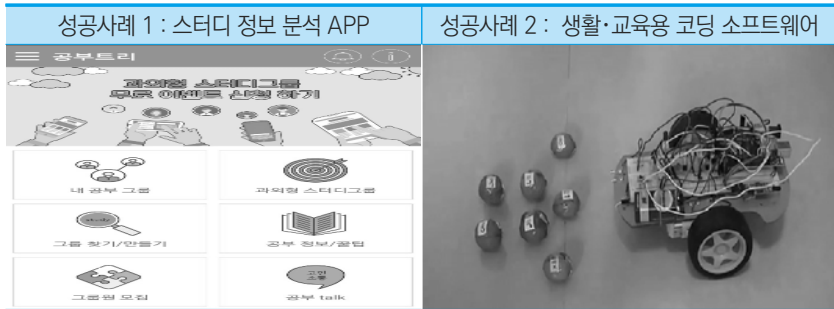 성공사례 1 : 스터디 정보 분석 APP
성공사례 2 : 생활·교육용 코딩 소프트웨어
공부트리
과외형 스터디그룹
무료 이벤트 신청 하기
내 공부 그룹
과외형 스터디그룹
study
그룹 찾기/만들기
공부 정보/꿀팁
고민
소통
그룹원 모집
공부 talk